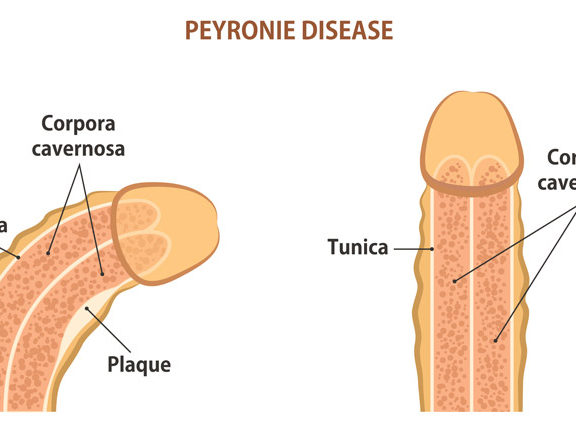 PEYRONIE DISEASE
Corpora
cavernosa
Plaque
Tunica